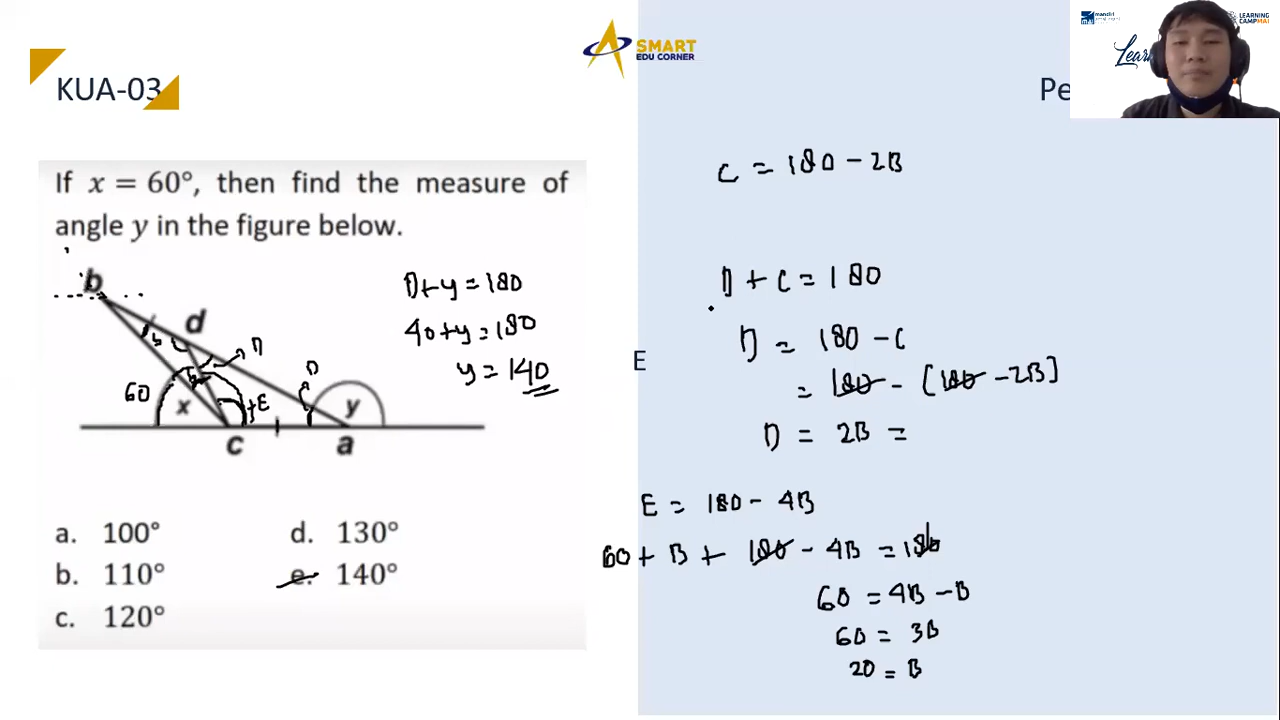 SMART
EDU CORNER
LEARNING
KUA-03
Pe
If x = 60°, then find the measure of
angle y in the figure below.
b
d
60
x
c
E
y
a
D + y = 180
40 + y = 180
y = 140
a. 100°
b. 110°
c. 120°
d. 130°
e. 140°
C = 180 - 2B
D + C = 180
D = 180 - C
= 180 - [180 - 2B]
D = 2B =
E
E = 180 - 4B
60 + B + 180 - 4B = 180
60 = 4B - B
60 = 3B
20 = B